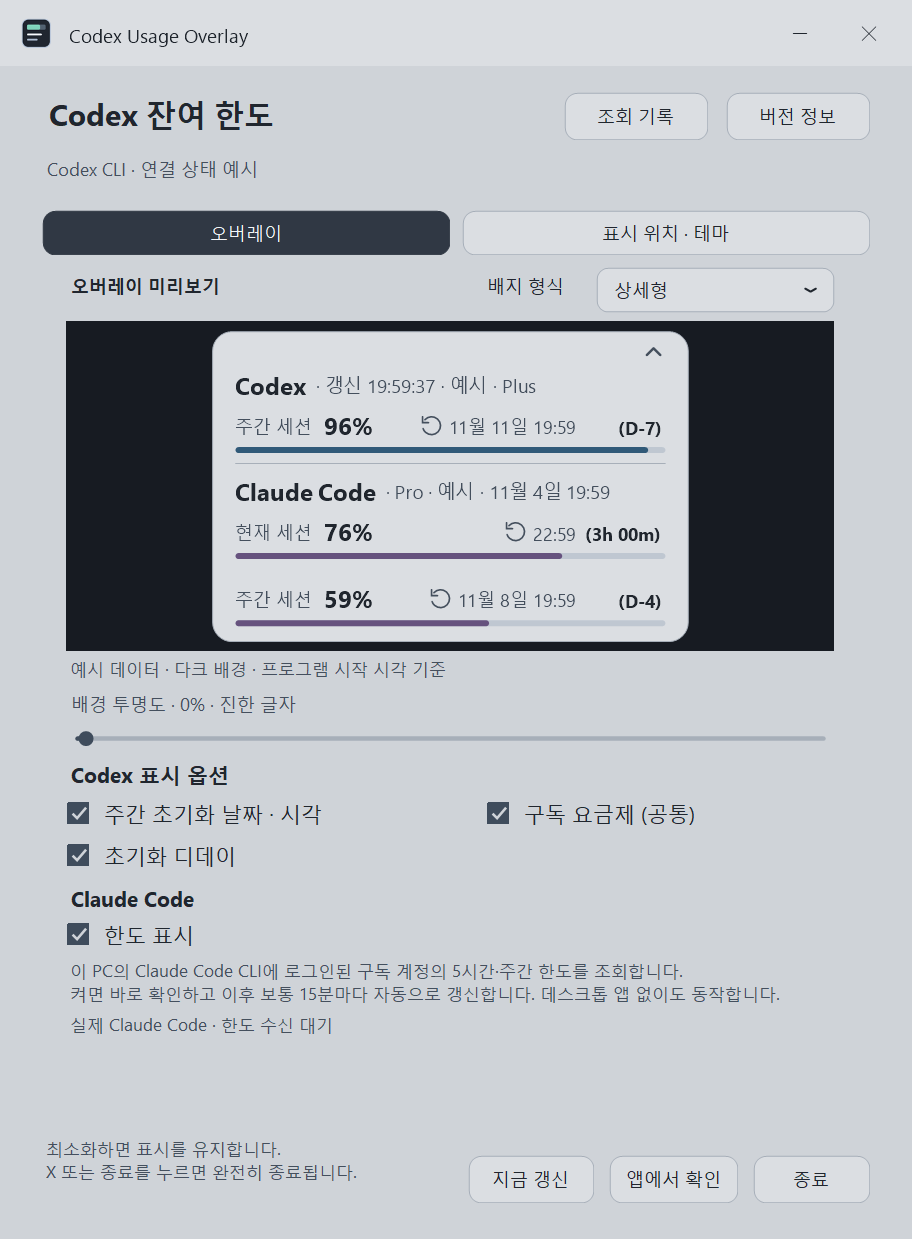 Codex Usage Overlay
Codex 잔여 한도
조회 기록
버전 정보
Codex CLI · 연결 상태 예시
오버레이
표시 위치 · 테마
오버레이 미리보기
배지 형식
상세형
Codex · 갱신 19:59:37 · 예시 · Plus
주간 세션 96% 11월 11일 19:59 (D-7)
Claude Code · Pro · 예시 · 11월 4일 19:59
현재 세션 76% 22:59 (3h 00m)
주간 세션 59% 11월 8일 19:59 (D-4)
예시 데이터 · 다크 배경 · 프로그램 시작 시각 기준
배경 투명도 · 0% · 진한 글자
Codex 표시 옵션
주간 초기화 날짜 · 시각
구독 요금제 (공통)
초기화 디데이
Claude Code
한도 표시
이 PC의 Claude Code CLI에 로그인된 구독 계정의 5시간·주간 한도를 조회합니다.
켜면 바로 확인하고 이후 보통 15분마다 자동으로 갱신합니다. 데스크톱 앱 없이도 동작합니다.
실제 Claude Code · 한도 수신 대기
최소화하면 표시를 유지합니다.
X 또는 종료를 누르면 완전히 종료됩니다.
지금 갱신
앱에서 확인
종료